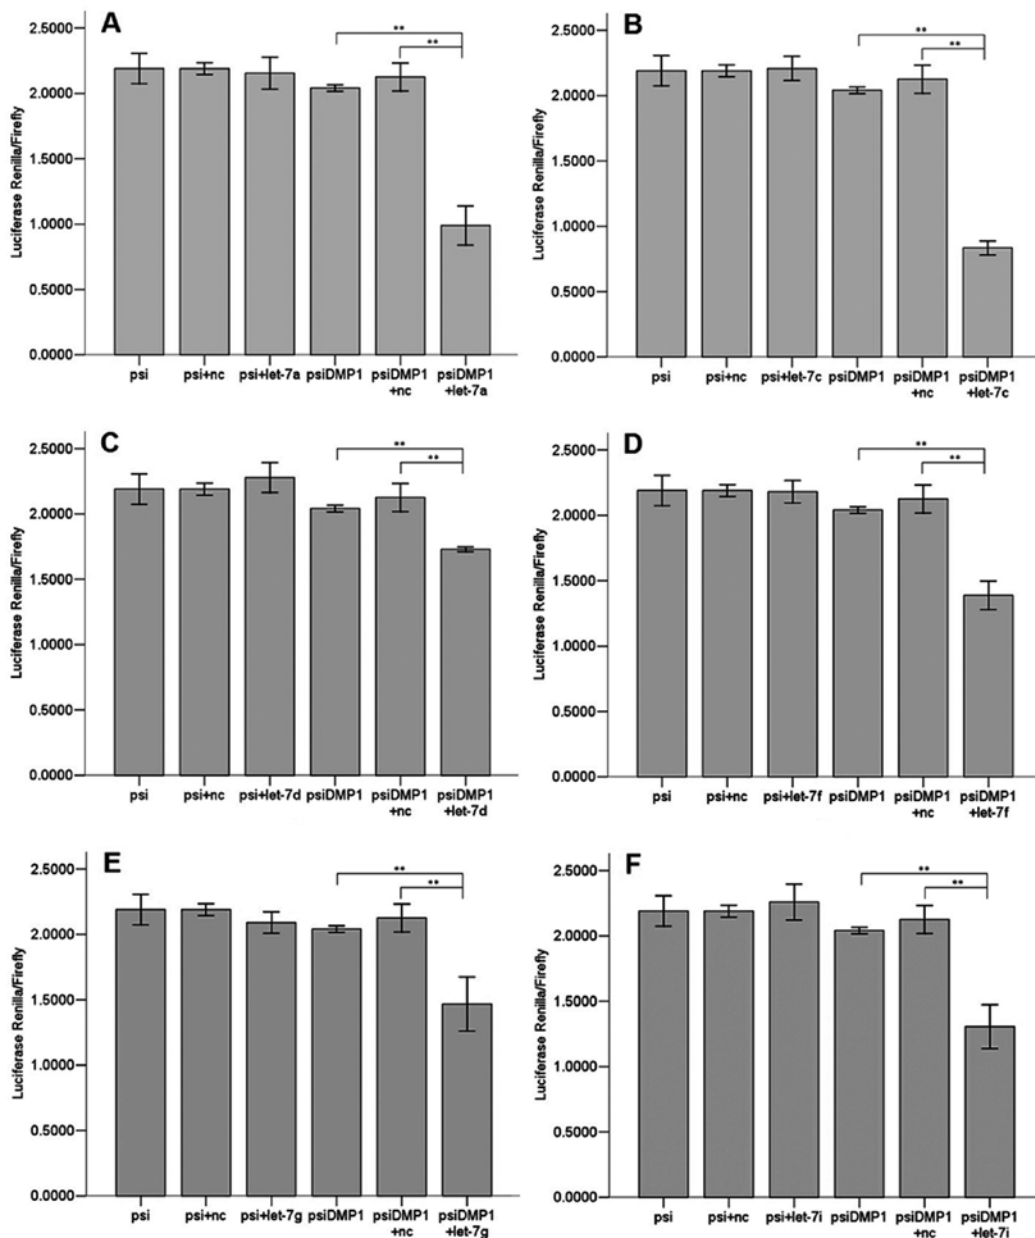 A
Luciferase Renilla/Firefly
2.5000
2.0000
1.5000
1.0000
0.5000
0.0000
**
**
psi
psi+nc
psi+let-7a
psiDMP1
psiDMP1
+nc
psiDMP1
+let-7a
B
Luciferase Renilla/Firefly
2.5000
2.0000
1.5000
1.0000
0.5000
0.0000
**
**
psi
psi+nc
psi+let-7c
psiDMP1
psiDMP1
+nc
psiDMP1
+let-7c
C
Luciferase Renilla/Firefly
2.5000
2.0000
1.5000
1.0000
0.5000
0.0000
**
**
psi
psi+nc
psi+let-7d
psiDMP1
psiDMP1
+nc
psiDMP1
+let-7d
D
Luciferase Renilla/Firefly
2.5000
2.0000
1.5000
1.0000
0.5000
0.0000
**
**
psi
psi+nc
psi+let-7f
psiDMP1
psiDMP1
+nc
psiDMP1
+let-7f
E
Luciferase Renilla/Firefly
2.5000
2.0000
1.5000
1.0000
0.5000
0.0000
**
**
psi
psi+nc
psi+let-7g
psiDMP1
psiDMP1
+nc
psiDMP1
+let-7g
F
Luciferase Renilla/Firefly
2.5000
2.0000
1.5000
1.0000
0.5000
0.0000
**
**
psi
psi+nc
psi+let-7i
psiDMP1
psiDMP1
+nc
psiDMP1
+let-7i